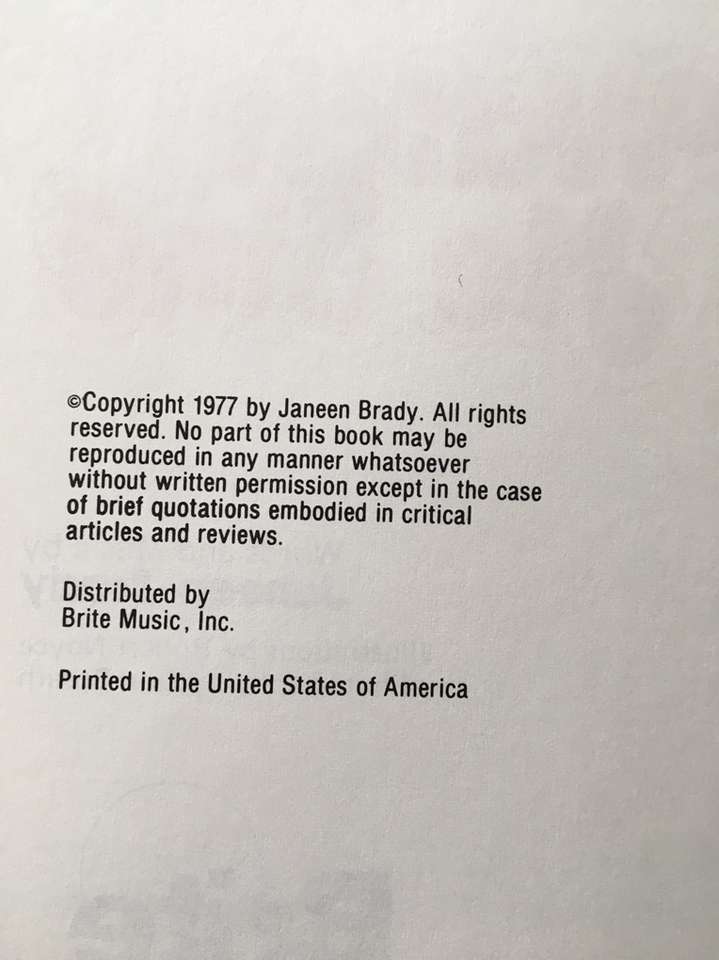 ©Copyright 1977 by Janeen Brady. All rights
reserved. No part of this book may be
reproduced in any manner whatsoever
without written permission except in the case
of brief quotations embodied in critical
articles and reviews.
Distributed by
Brite Music, Inc.
Printed in the United States of America